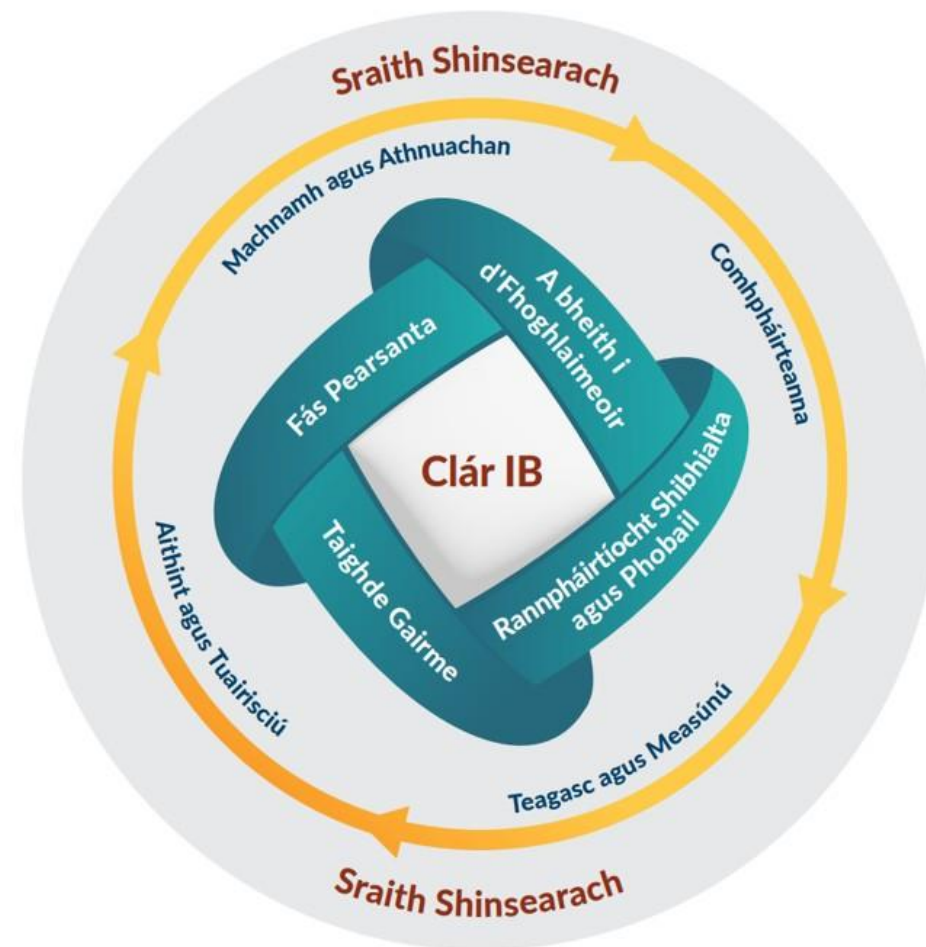 Sraith Shinsearach
Machnamh agus Athnuachan
Comhpháirteanna
A bheith i
d'Fhoghlaimeoir
Fás Pearsanta
Clár IB
Rannpháirtíocht Shibhialta
agus Phobail
Taighde Gairme
Aithint agus Tuairisciú
Teagasc agus Measúnú
Sraith Shinsearach